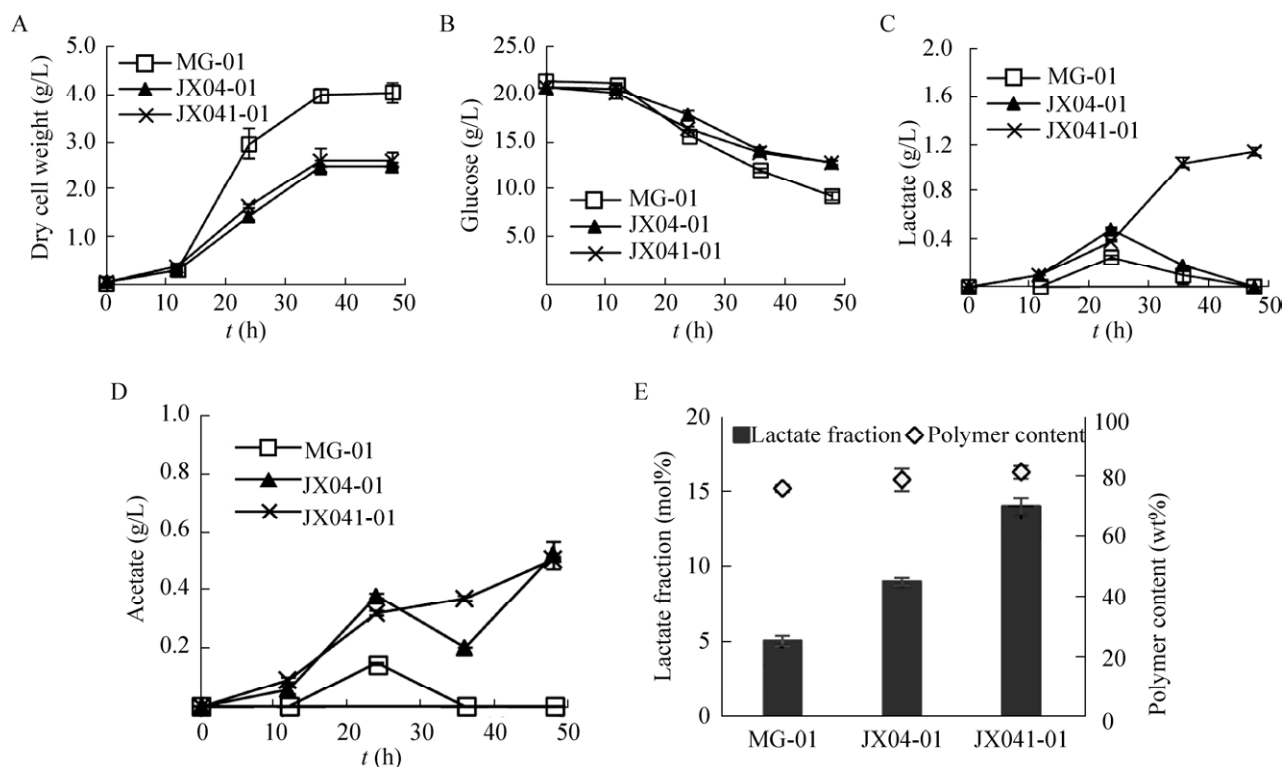 A
Dry cell weight (g/L)
5.0
4.0
3.0
2.0
1.0
MG-01
JX04-01
JX041-01
0 10 20 30 40 50
t (h)
B
Glucose (g/L)
25.0
20.0
15.0
10.0
5.0
MG-01
JX04-01
JX041-01
0 10 20 30 40 50
t (h)
C
Lactate (g/L)
2.0
1.6
1.2
0.8
0.4
MG-01
JX04-01
JX041-01
0 10 20 30 40 50
t (h)
D
Acetate (g/L)
1.0
0.8
0.6
0.4
0.2
MG-01
JX04-01
JX041-01
0 10 20 30 40 50
t (h)
E
Lactate fraction (mol%)
20
15
10
5
0
Lactate fraction Polymer content
100
80
60
40
20
0
Polymer content (wt%)
MG-01 JX04-01 JX041-01